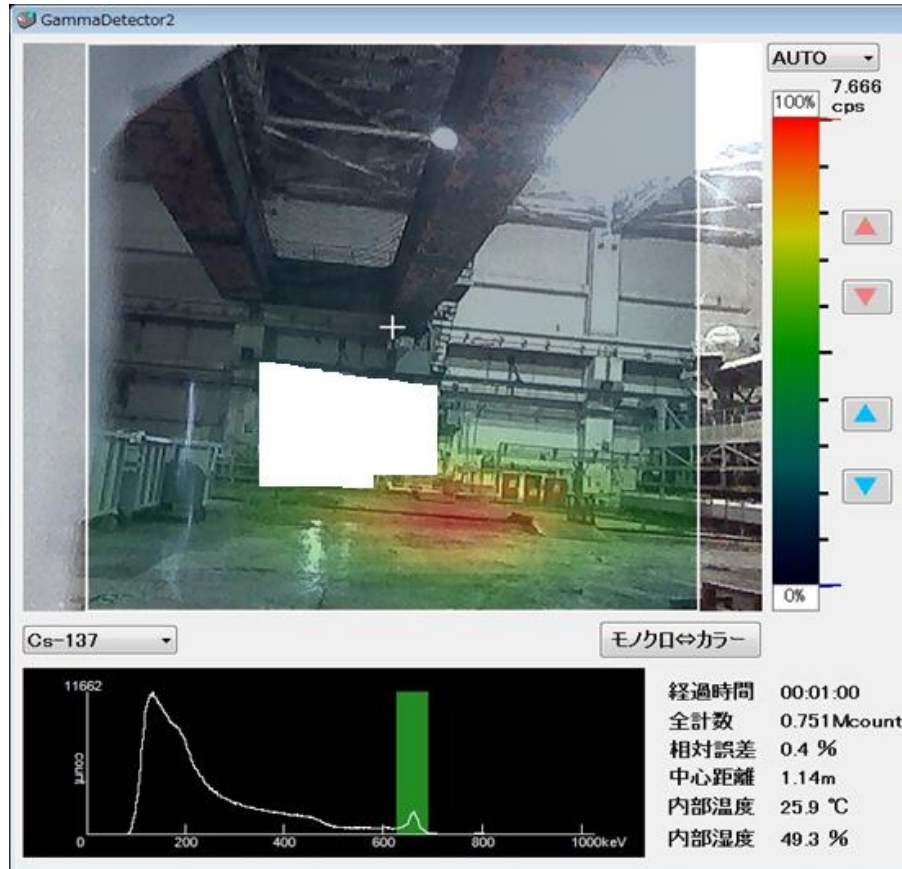 GammaDetector2
AUTO
7.666
cps
100%
0%
Cs-137
モノクロ⇔カラー
11662
count
0 200 400 600 800 1000keV
経過時間 00:01:00
全計数 0.751Mcount
相対誤差 0.4 %
中心距離 1.14m
内部温度 25.9 ℃
内部湿度 49.3 %